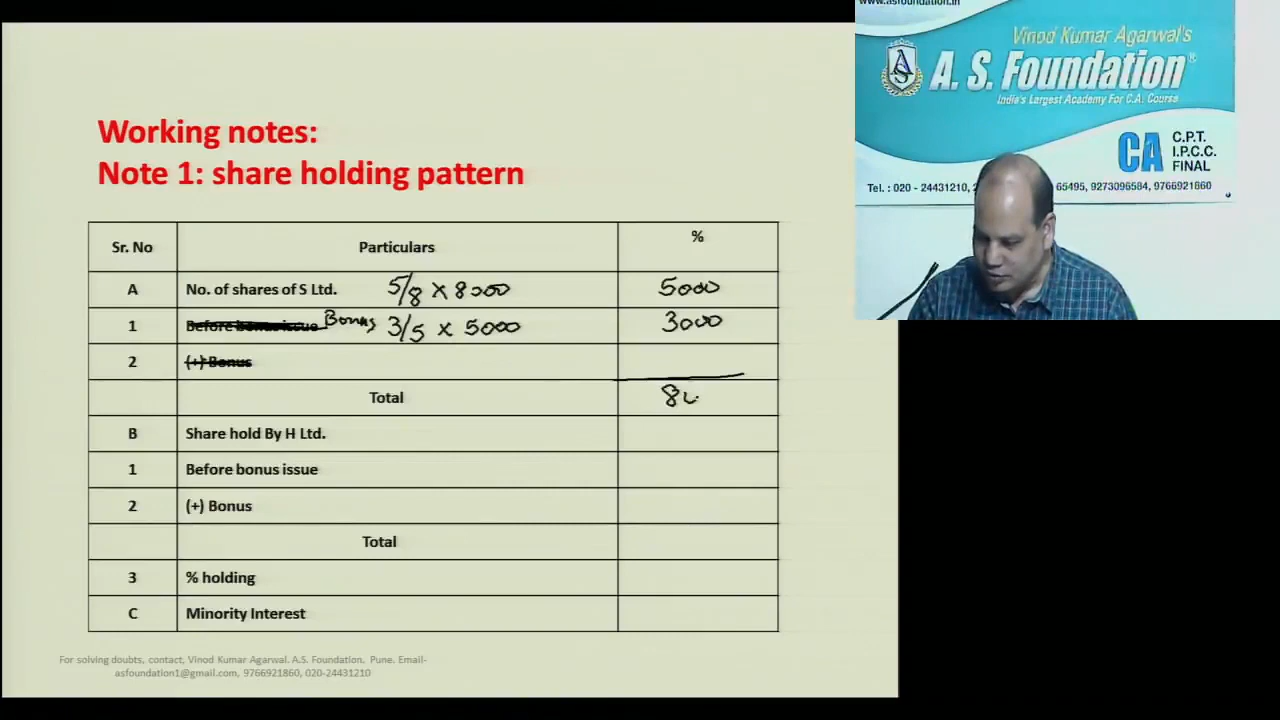 www.asfoundation.in
Vinod Kumar Agarwal's
A. S. Foundation®
India's Largest Academy For C.A. Course
CA
C.P.T.
I.P.C.C.
FINAL
Tel. : 020 - 24431210, 2 65495, 9273096584, 9766921860
Working notes:
Note 1: share holding pattern
Sr. No Particulars %
A No. of shares of S Ltd. 5/8 × 8000 5000
1 Before bonus issue Bonus 3/5 × 5000 3000
2 (+) Bonus
Total 80
B Share hold By H Ltd.
1 Before bonus issue
2 (+) Bonus
Total
3 % holding
C Minority Interest
For solving doubts, contact, Vinod Kumar Agarwal. A.S. Foundation. Pune. Email-
asfoundation1@gmail.com, 9766921860, 020-24431210